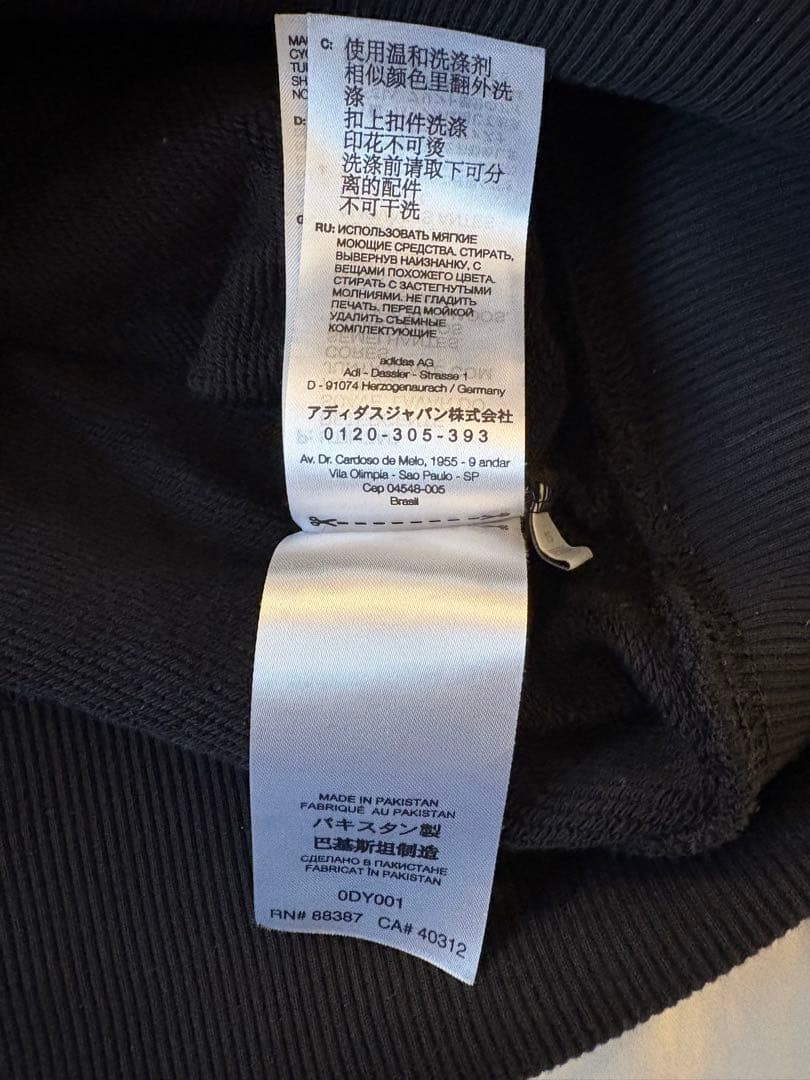 MA
CYC
TUM
SH
NO
D:
C: 使用温和洗涤剂
相似颜色里翻外洗
涤
扣上扣件洗涤
印花不可烫
洗涤前请取下可分
离的配件
不可干洗
RU: ИСПОЛЬЗОВАТЬ МЯГКИЕ
МОЮЩИЕ СРЕДСТВА. СТИРАТЬ,
ВЫВЕРНУВ НАИЗНАНКУ, С
ВЕЩАМИ ПОХОЖЕГО ЦВЕТА.
СТИРАТЬ С ЗАСТЕГНУТЫМИ
МОЛНИЯМИ. НЕ ГЛАДИТЬ
ПЕЧАТЬ. ПЕРЕД МОЙКОЙ
УДАЛИТЬ СЪЕМНЫЕ
КОМПЛЕКТУЮЩИЕ
adidas AG
Adi - Dassler - Strasse 1
D - 91074 Herzogenaurach / Germany
アディダスジャパン株式会社
0120-305-393
Av. Dr. Cardoso de Melo, 1955 - 9 andar
Vila Olimpia - Sao Paulo - SP
Cep 04548-005
Brasil
MADE IN PAKISTAN
FABRIQUÉ AU PAKISTAN
パキスタン製
巴基斯坦制造
СДЕЛАНО В ПАКИСТАНЕ
FABRICAT ÎN PAKISTAN
0DY001
RN# 88387 CA# 40312